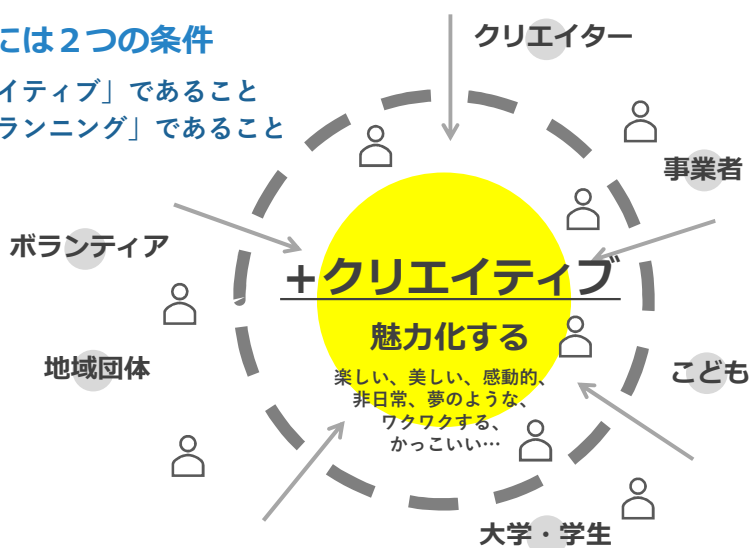 には２つの条件
イティブ」であること
ランニング」であること
クリエイター
事業者
ボランティア
＋クリエイティブ
魅力化する
地域団体
こども
楽しい、美しい、感動的、
非日常、夢のような、
ワクワクする、
かっこいい…
大学・学生